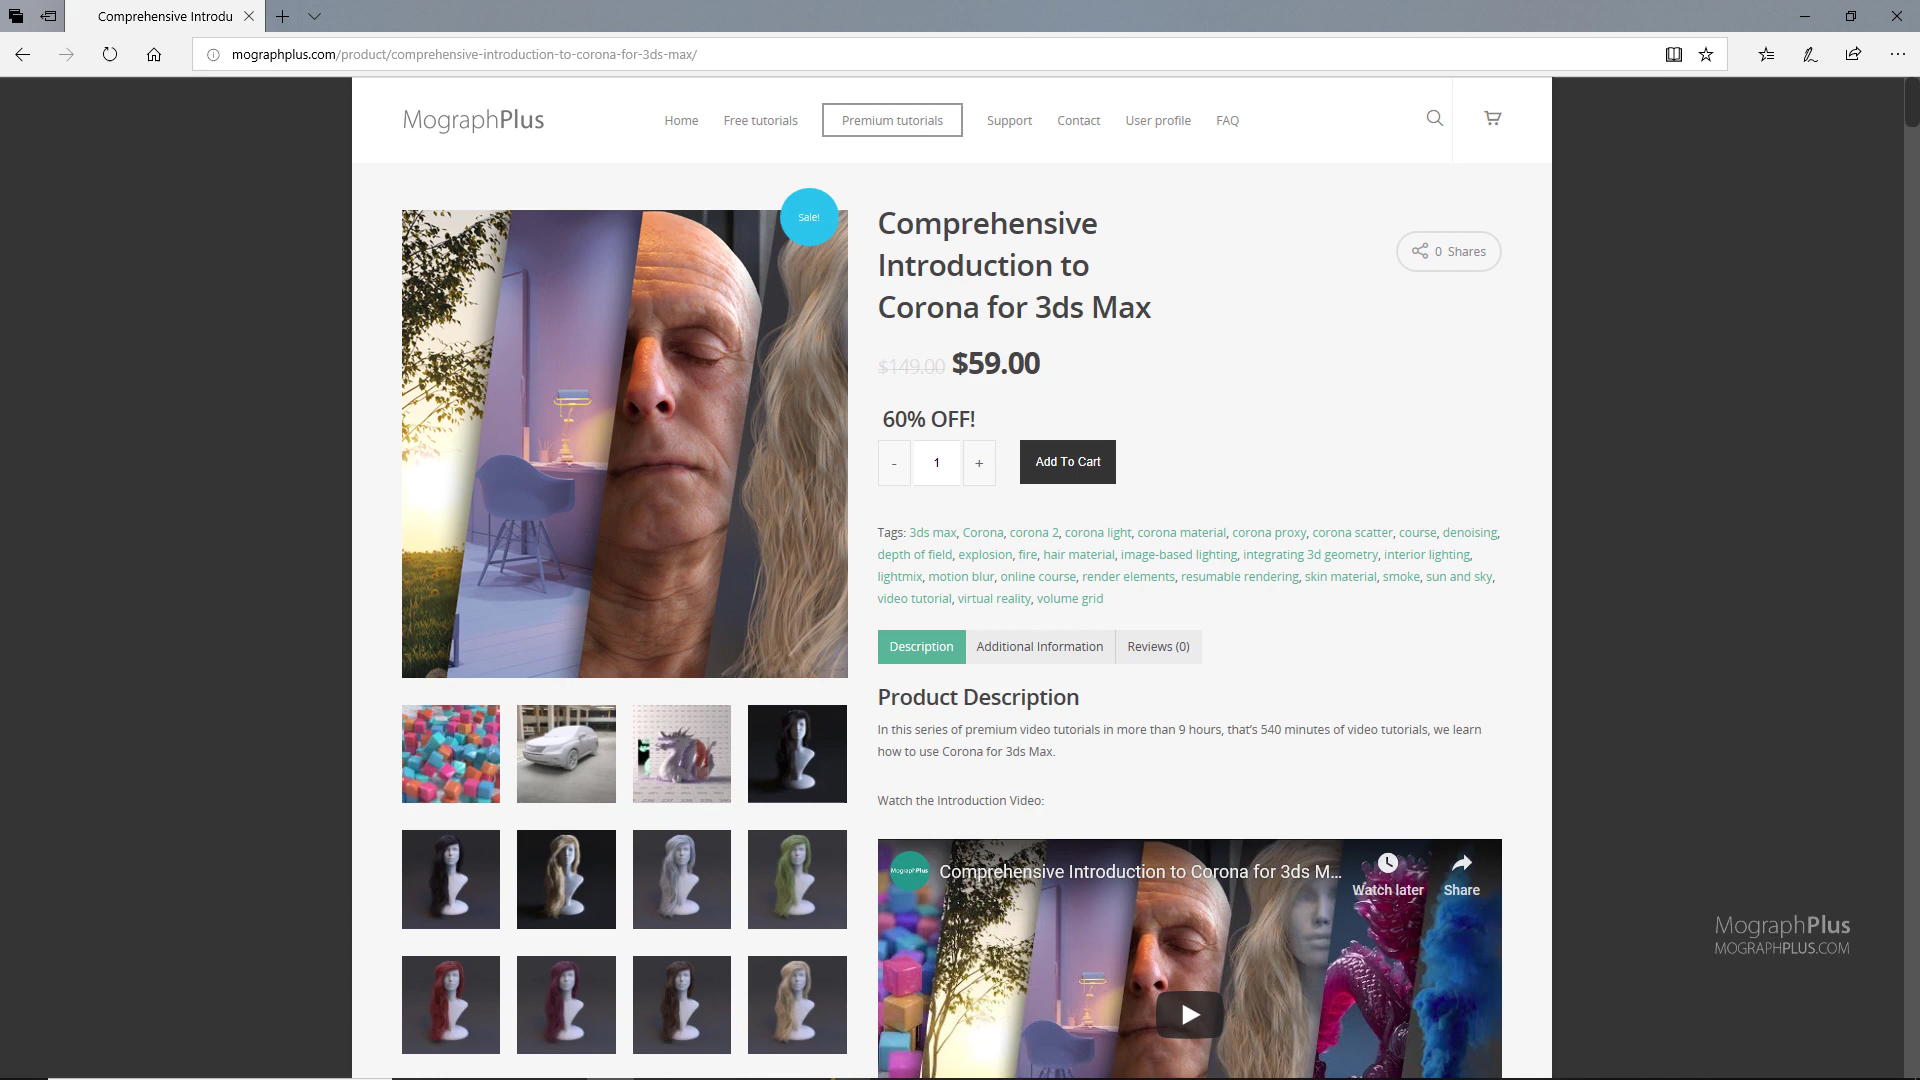 Comprehensive Introdu
mographplus.com/product/comprehensive-introduction-to-corona-for-3ds-max/
MographPlus
Home
Free tutorials
Premium tutorials
Support
Contact
User profile
FAQ
Sale!
Comprehensive
Introduction to
Corona for 3ds Max
0 Shares
$149.00 $59.00
60% OFF!
- 1 +
Add To Cart
Tags: 3ds max, Corona, corona 2, corona light, corona material, corona proxy, corona scatter, course, denoising,
depth of field, explosion, fire, hair material, image-based lighting, integrating 3d geometry, interior lighting,
lightmix, motion blur, online course, render elements, resumable rendering, skin material, smoke, sun and sky,
video tutorial, virtual reality, volume grid
Description
Additional Information
Reviews (0)
Product Description
In this series of premium video tutorials in more than 9 hours, that’s 540 minutes of video tutorials, we learn
how to use Corona for 3ds Max.
Watch the Introduction Video:
MographPlus
Comprehensive Introduction to Corona for 3ds M...
Watch later
Share
MographPlus
MOGRAPHPLUS.COM